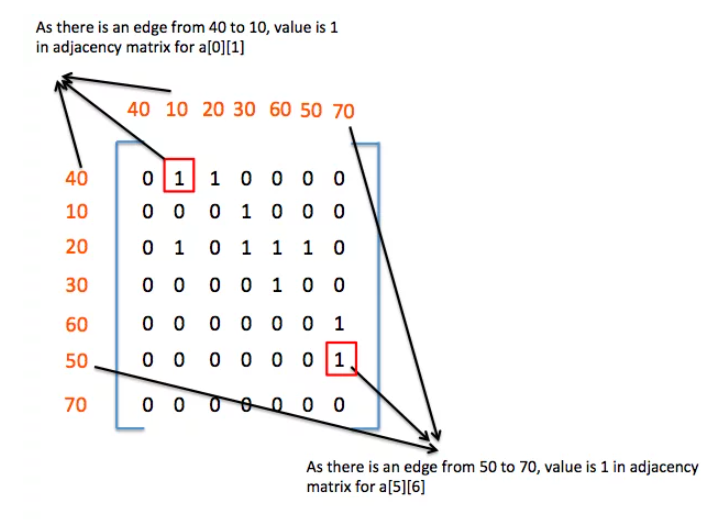 As there is an edge from 40 to 10, value is 1
in adjacency matrix for a[0][1]
40 10 20 30 60 50 70
40 0 1 1 0 0 0 0
10 0 0 0 1 0 0 0
20 0 1 0 1 1 1 0
30 0 0 0 0 1 0 0
60 0 0 0 0 0 0 1
50 0 0 0 0 0 0 1
70 0 0 0 0 0 0 0
As there is an edge from 50 to 70, value is 1 in adjacency
matrix for a[5][6]